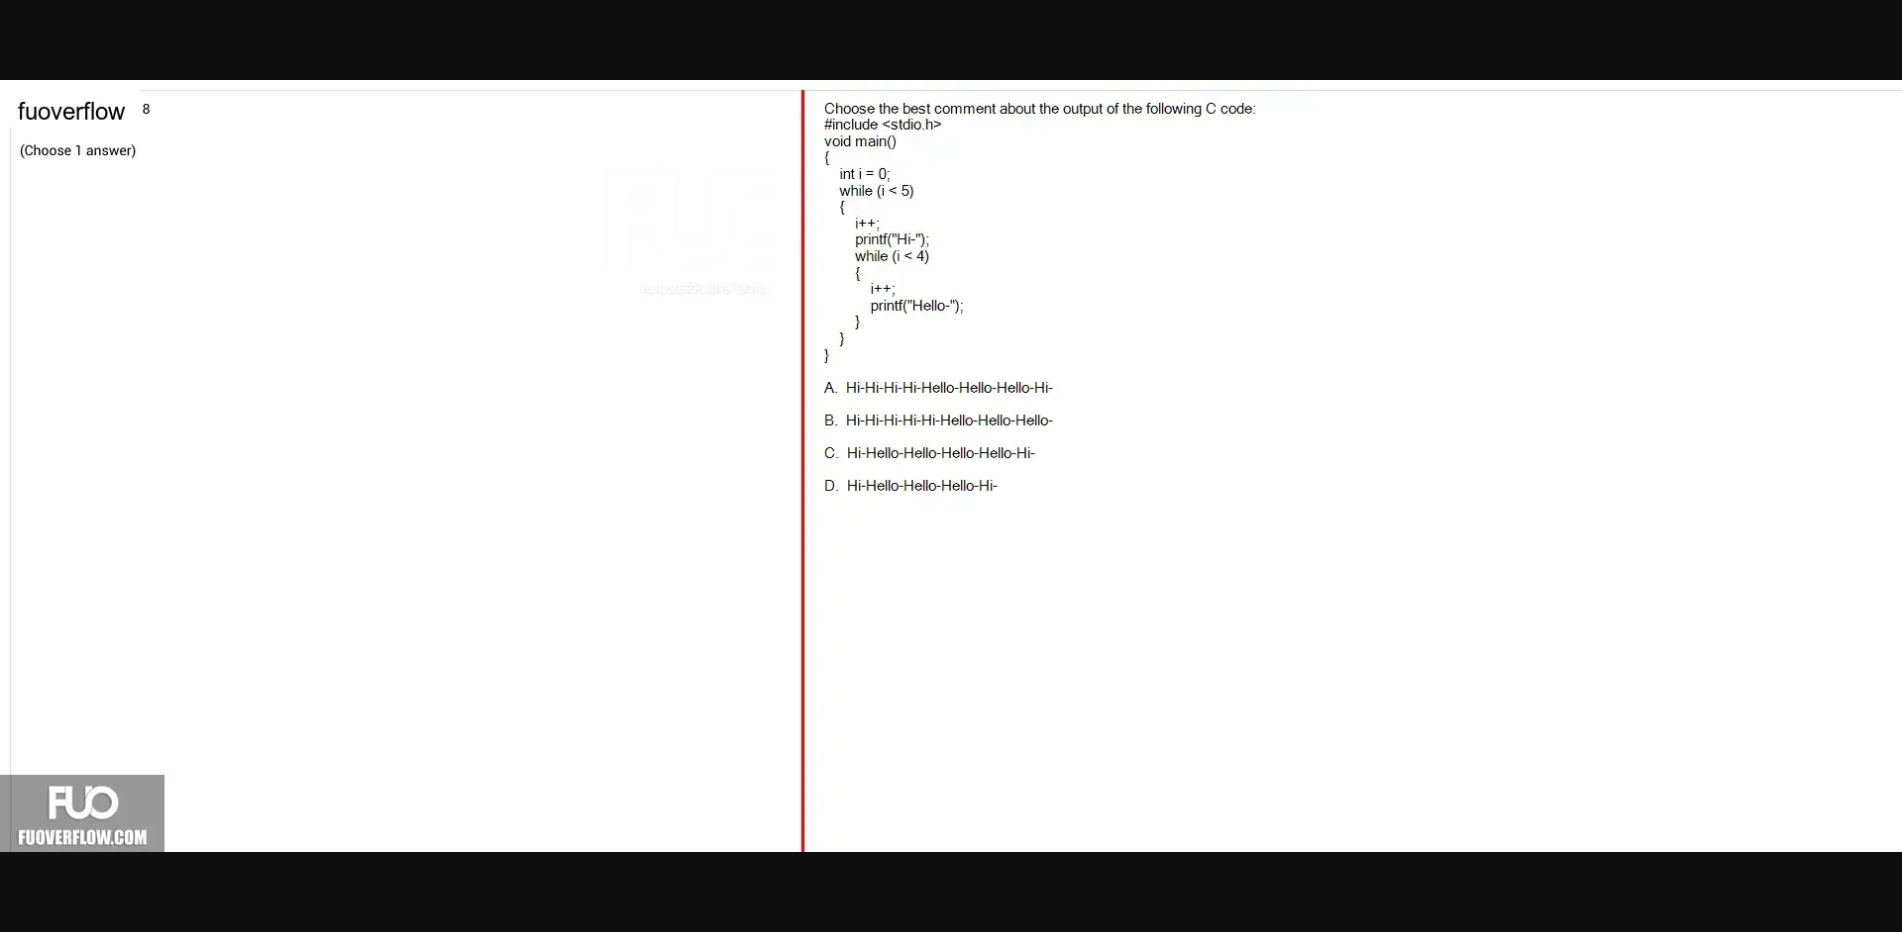 fuoverflow 8
(Choose 1 answer)
Choose the best comment about the output of the following C code:
#include <stdio.h>
void main()
{
int i = 0;
while (i < 5)
{
i++;
printf("Hi-");
while (i < 4)
{
i++;
printf("Hello-");
}
}
}
A. Hi-Hi-Hi-Hi-Hello-Hello-Hello-Hi-
B. Hi-Hi-Hi-Hi-Hi-Hello-Hello-Hello-
C. Hi-Hello-Hello-Hello-Hello-Hi-
D. Hi-Hello-Hello-Hello-Hi-
FUO
FUOVERFLOW.COM